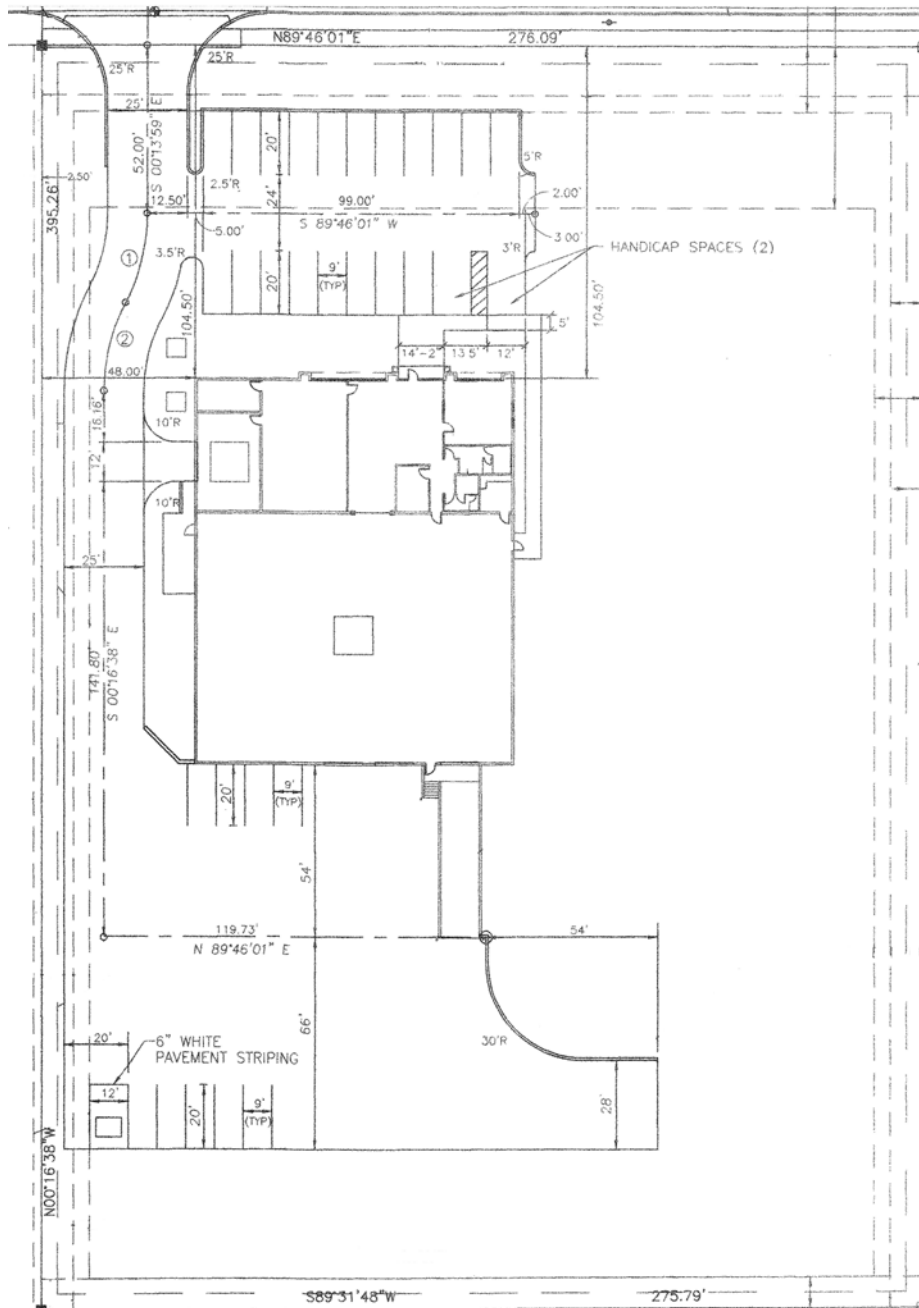 N89°46'01"E 276.09'
25'R
25'R
25'
52.00'
S 00°13'59" E
20'
5'R
2.50'
2.5'R
395.26'
12.50'
24'
99.00'
2.00'
S 89°46'01" W
5.00'
3.00'
3.5'R
3'R
HANDICAP SPACES (2)
1
9'
(TYP)
20'
104.50'
104.50'
5'
2
14'-2"
13.5'
12'
48.00'
10'R
12'
10'R
25'
141.80'
S 00°16'38" E
20'
9'
(TYP)
54'
119.73'
N 89°46'01" E
54'
66'
20'
6" WHITE
PAVEMENT STRIPING
30'R
12'
20'
9'
(TYP)
28'
N00°16'38"W
S89°31'48"W 275.79'